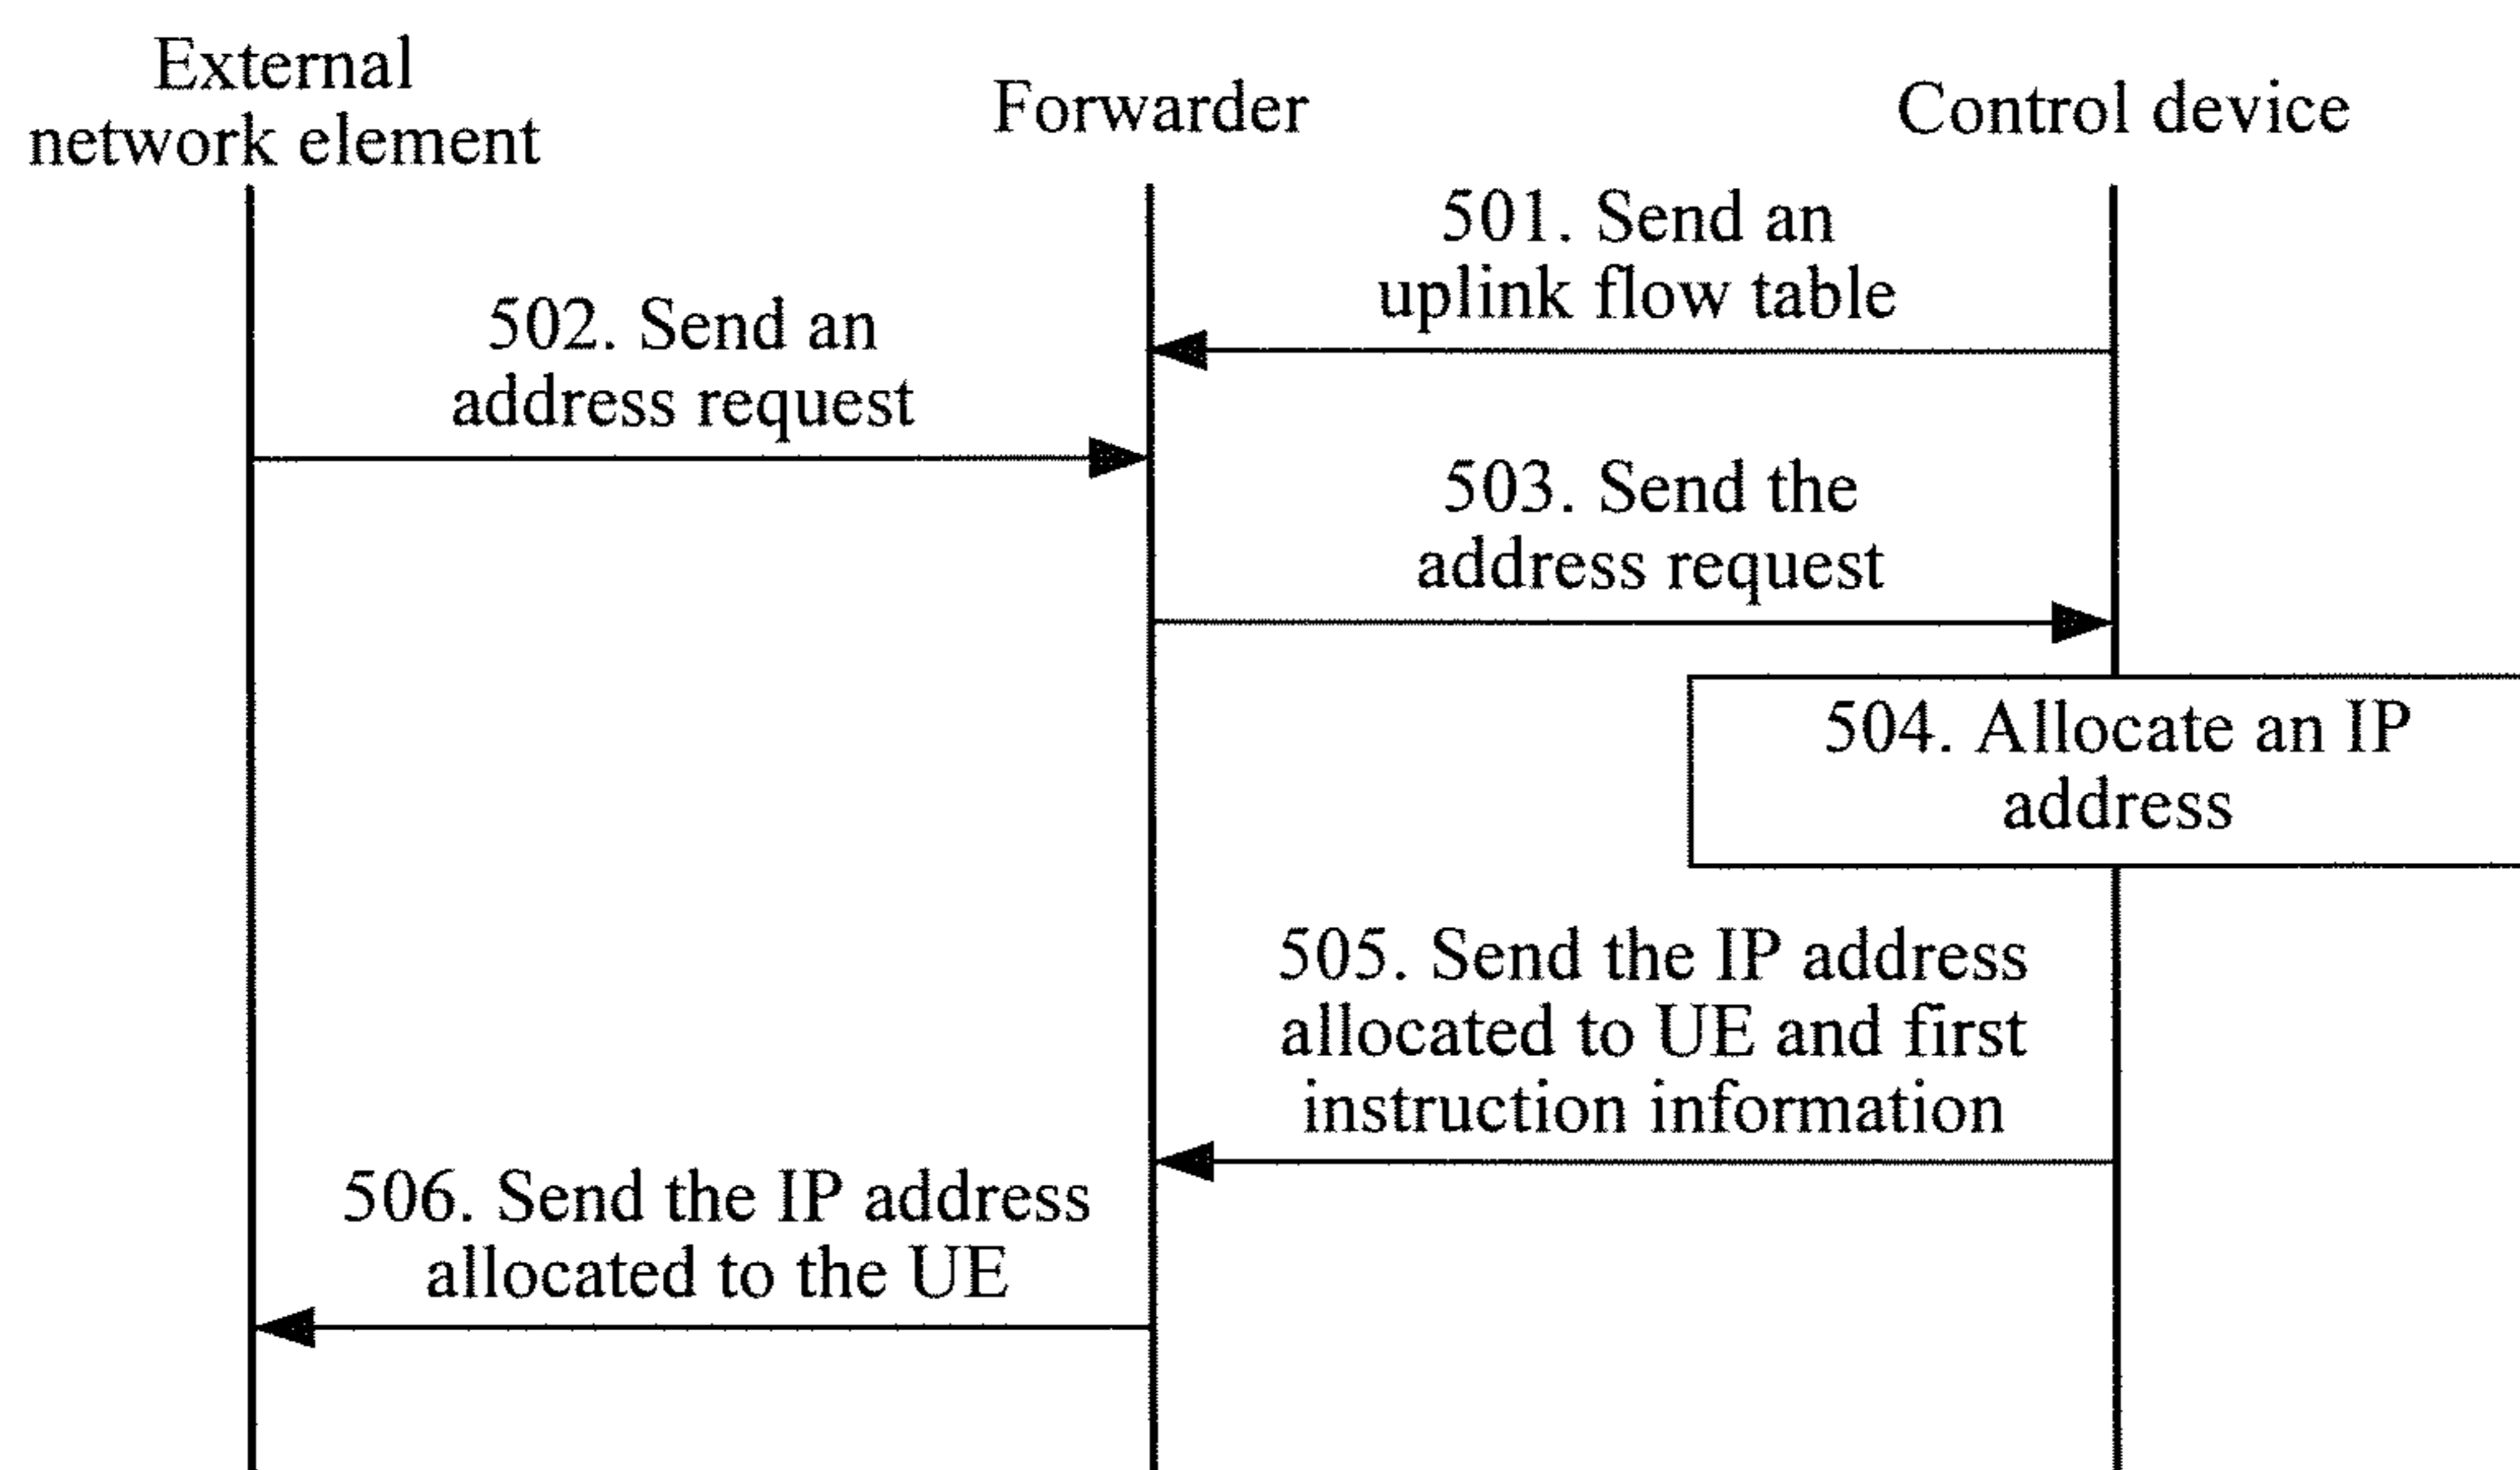 External
network element
Forwarder
Control device
501. Send an
uplink flow table
502. Send an
address request
503. Send the
address request
504. Allocate an IP
address
505. Send the IP address
allocated to UE and first
instruction information
506. Send the IP address
allocated to the UE